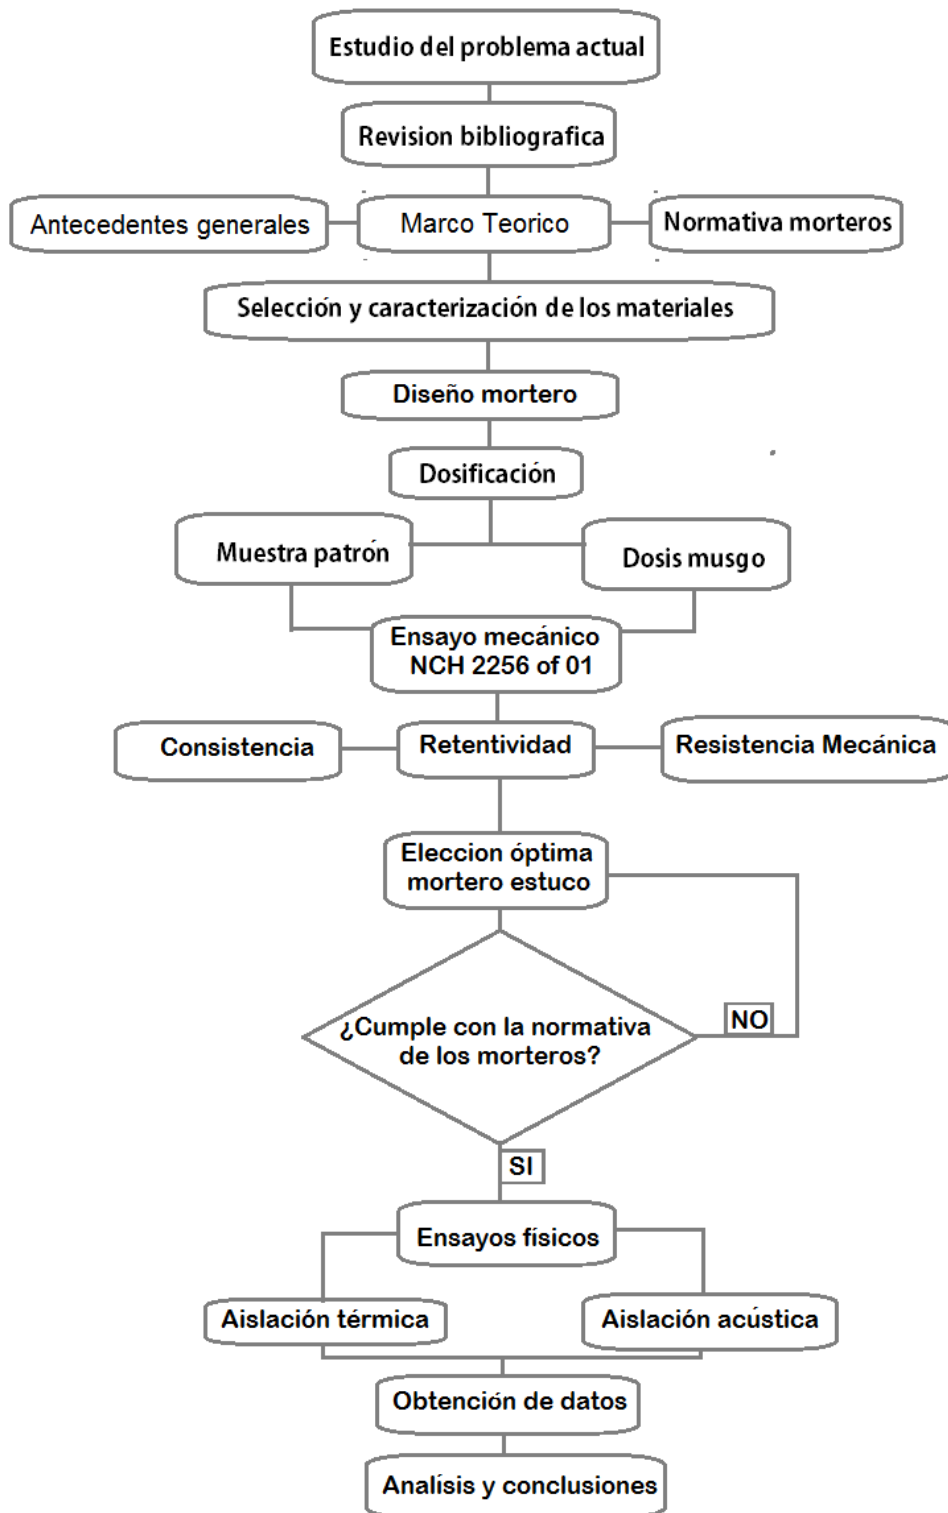 Estudio del problema actual
Revision bibliografica
Antecedentes generales
Marco Teorico
Normativa morteros
Selección y caracterización de los materiales
Diseño mortero
Dosificación
Muestra patrón
Dosis musgo
Ensayo mecánico
NCH 2256 of 01
Consistencia
Retentividad
Resistencia Mecánica
Eleccion óptima
mortero estuco
¿Cumple con la normativa
de los morteros?
NO
SI
Ensayos físicos
Aislación térmica
Aislación acústica
Obtención de datos
Analísis y conclusiones